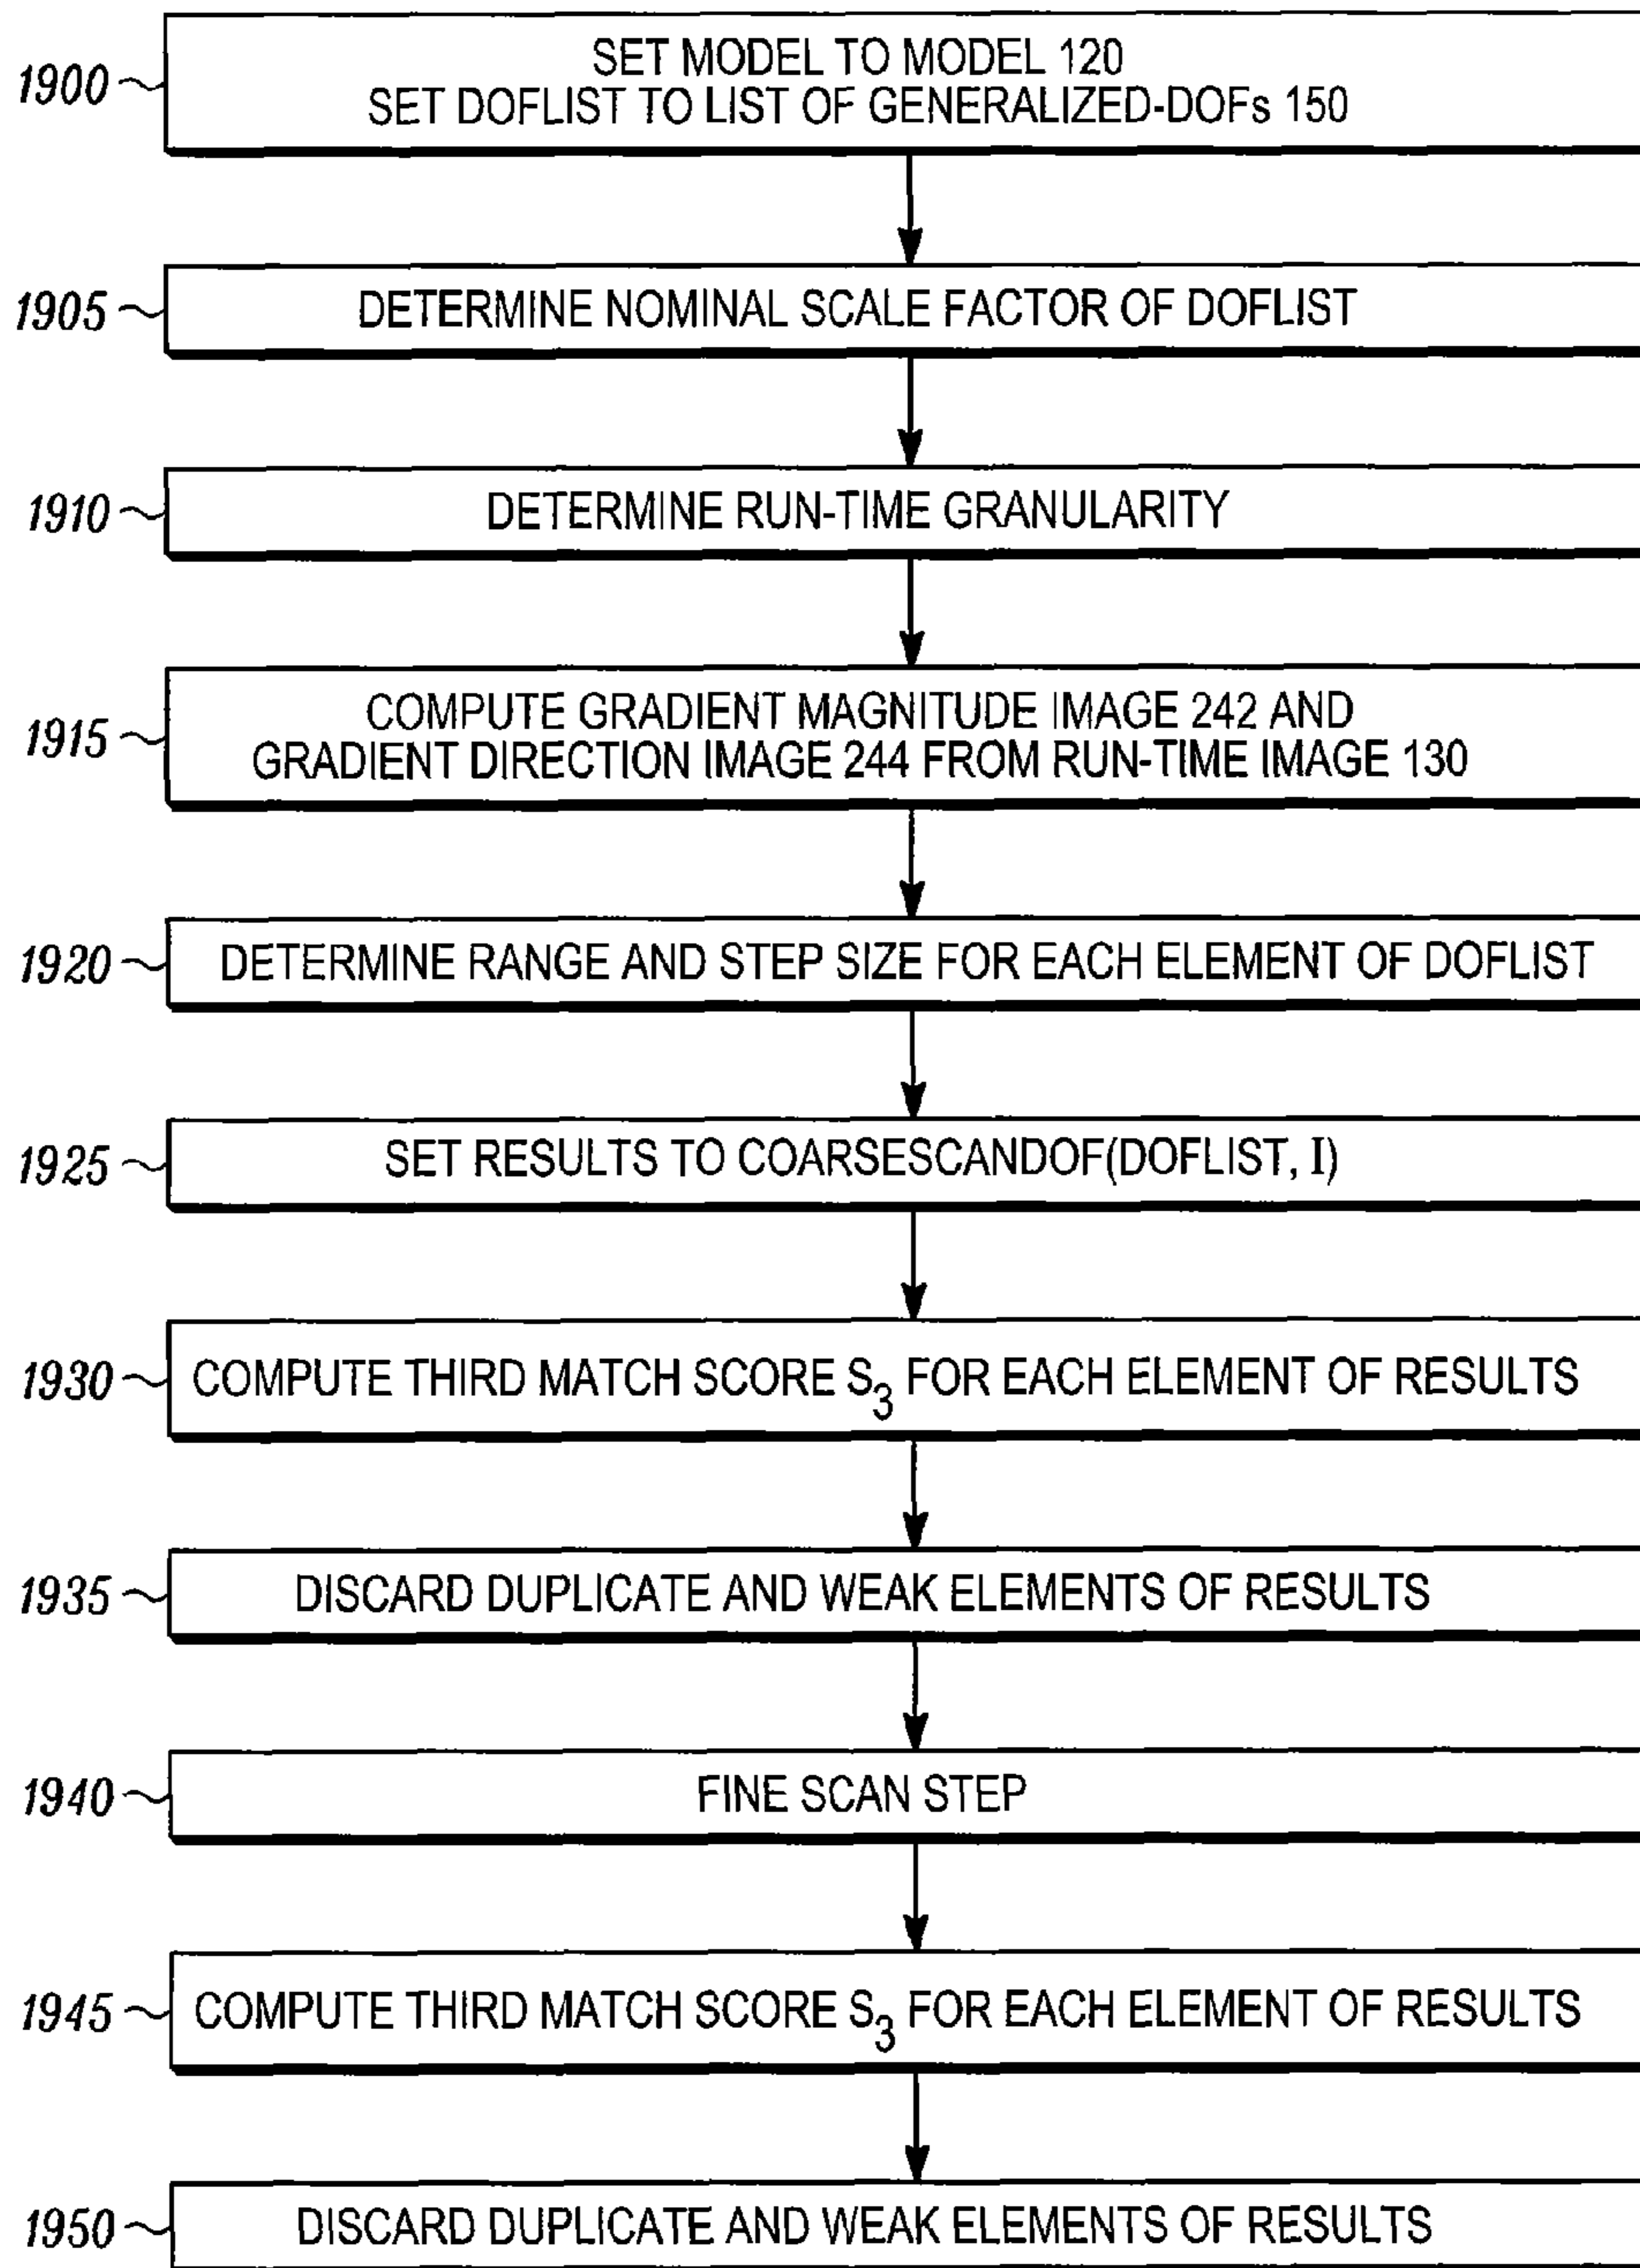 1900
SET MODEL TO MODEL 120
SET DOFLIST TO LIST OF GENERALIZED-DOFs 150
1905
DETERMINE NOMINAL SCALE FACTOR OF DOFLIST
1910
DETERMINE RUN-TIME GRANULARITY
1915
COMPUTE GRADIENT MAGNITUDE IMAGE 242 AND
GRADIENT DIRECTION IMAGE 244 FROM RUN-TIME IMAGE 130
1920
DETERMINE RANGE AND STEP SIZE FOR EACH ELEMENT OF DOFLIST
1925
SET RESULTS TO COARSESCANDOF(DOFLIST, I)
1930
COMPUTE THIRD MATCH SCORE S3 FOR EACH ELEMENT OF RESULTS
1935
DISCARD DUPLICATE AND WEAK ELEMENTS OF RESULTS
1940
FINE SCAN STEP
1945
COMPUTE THIRD MATCH SCORE S3 FOR EACH ELEMENT OF RESULTS
1950
DISCARD DUPLICATE AND WEAK ELEMENTS OF RESULTS